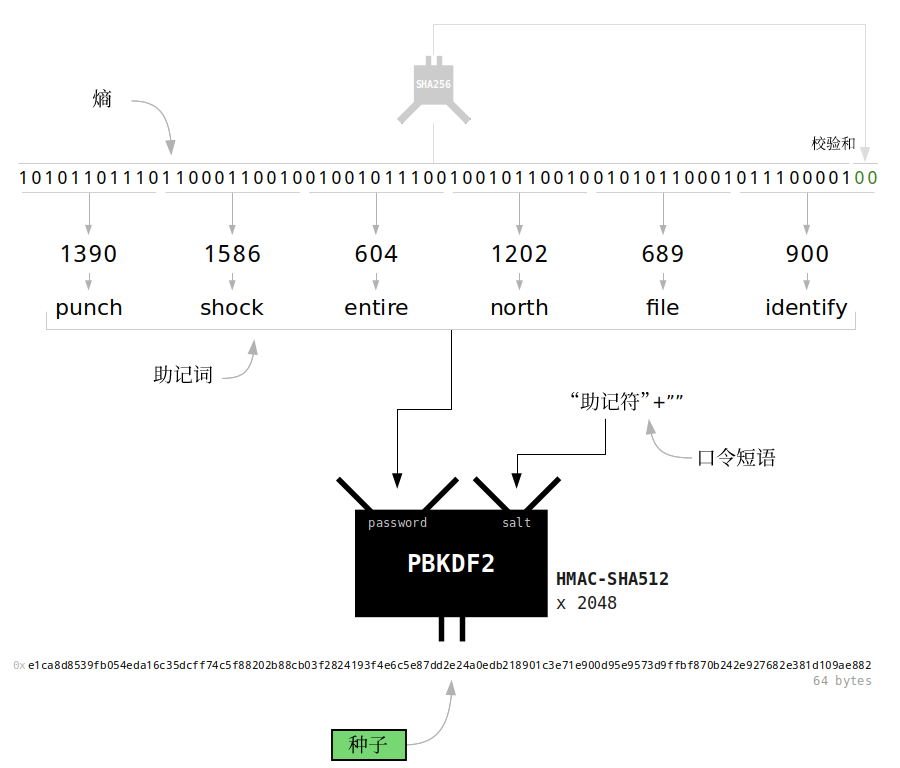 SHA256
熵
校验和
101011011101100011001001001011100100101100100101011000101110000100
1390 1586 604 1202 689 900
punch shock entire north file identify
助记词
“助记符”+””
口令短语
password salt
PBKDF2
HMAC-SHA512
x 2048
0x e1ca8d8539fb054eda16c35dcff74c5f88202b88cb03f2824193f4e6c5e87dd2e24a0edb218901c3e71e900d95e9573d9ffbf870b242e927682e381d109ae882
64 bytes
种子